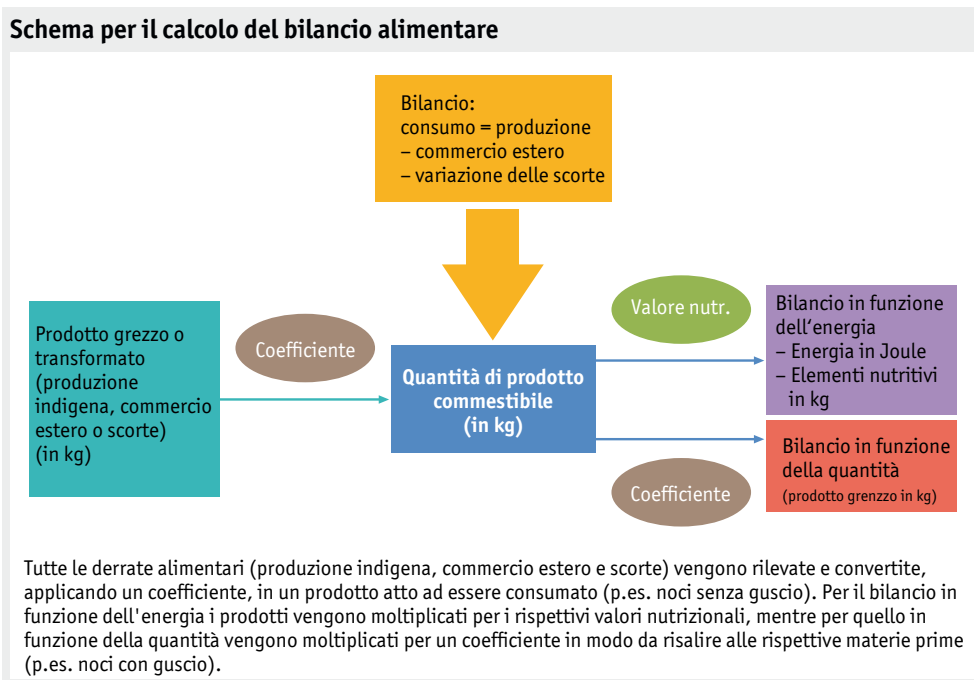 Schema per il calcolo del bilancio alimentare
Bilancio:
consumo = produzione
– commercio estero
– variazione delle scorte
Prodotto grezzo o
transformato
(produzione
indigena, commercio
estero o scorte)
(in kg)
Coefficiente
Quantità di prodotto
commestibile
(in kg)
Valore nutr.
Bilancio in funzione
dell‘energia
– Energia in Joule
– Elementi nutritivi
in kg
Coefficiente
Bilancio in funzione
della quantità
(prodotto grenzzo in kg)
Tutte le derrate alimentari (produzione indigena, commercio estero e scorte) vengono rilevate e convertite,
applicando un coefficiente, in un prodotto atto ad essere consumato (p.es. noci senza guscio). Per il bilancio in
funzione dell'energia i prodotti vengono moltiplicati per i rispettivi valori nutrizionali, mentre per quello in
funzione della quantità vengono moltiplicati per un coefficiente in modo da risalire alle rispettive materie prime
(p.es. noci con guscio).